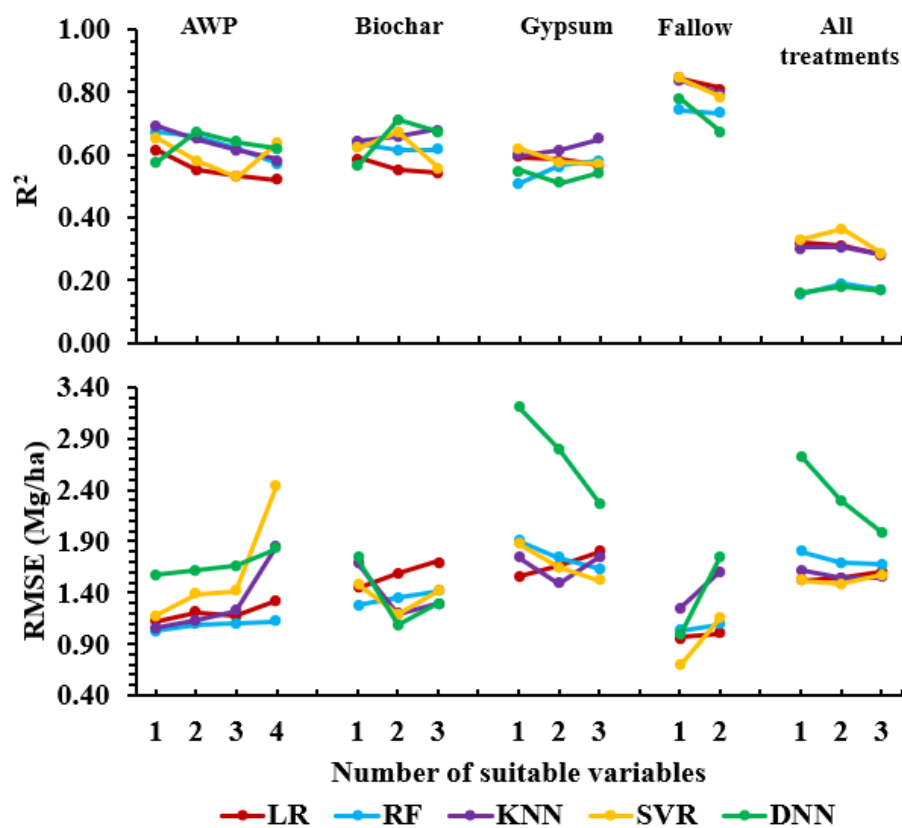 AWP Biochar Gypsum Fallow All treatments
1.00
0.80
0.60
0.40
0.20
0.00
R²
3.40
2.90
2.40
1.90
1.40
0.90
0.40
RMSE (Mg/ha)
1 2 3 4 1 2 3 1 2 3 1 2 1 2 3
Number of suitable variables
LR RF KNN SVR DNN